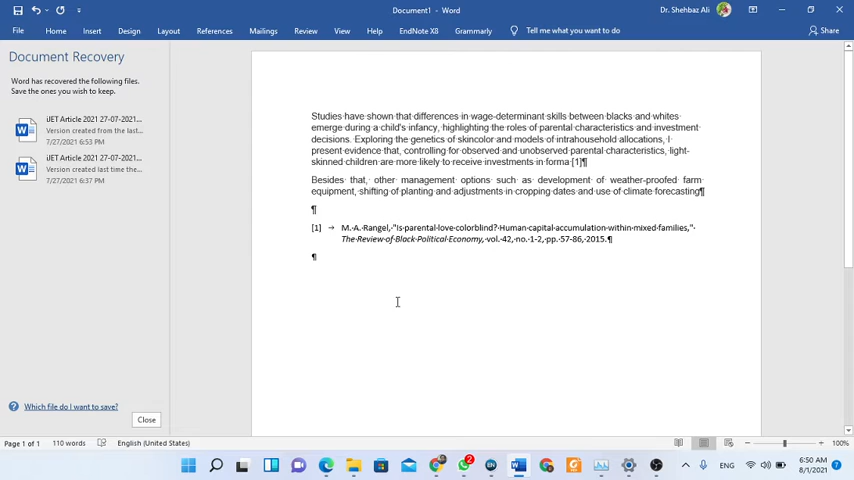 Document1 - Word
Dr. Shehbaz Ali
File Home Insert Design Layout References Mailings Review View Help EndNote X8 Grammarly Tell me what you want to do Share
Document Recovery
Word has recovered the following files.
Save the ones you wish to keep.
IJET Article 2021 27-07-2021...
Version created from the last...
7/27/2021 6:53 PM
IJET Article 2021 27-07-2021...
Version created last time the...
7/27/2021 6:37 PM
Which file do I want to save?
Close
Studies·have·shown·that·differences·in·wage-determinant·skills·between·blacks·and·whites·
emerge·during·a·child's·infancy,·highlighting·the·roles·of·parental·characteristics·and·investment·
decisions.·Exploring·the·genetics·of·skincolor·and·models·of·intrahousehold·allocations,·I·
present·evidence·that,·controlling·for·observed·and·unobserved·parental·characteristics,·light-
skinned·children·are·more·likely·to·receive·investments·in·forma·[1]¶
Besides· that,· other· management· options· such· as· development· of· weather-proofed· farm·
equipment,·shifting·of·planting·and·adjustments·in·cropping·dates·and·use·of·climate·forecasting¶
¶
[1] → M.·A.·Rangel,·"Is·parental·love·colorblind?·Human·capital·accumulation·within·mixed·families,"·
The·Review·of·Black·Political·Economy,·vol.·42,·no.·1-2,·pp.·57-86,·2015.¶
¶
Page 1 of 1 110 words English (United States) 100%
2 ENG 6:50 AM
8/1/2021 7